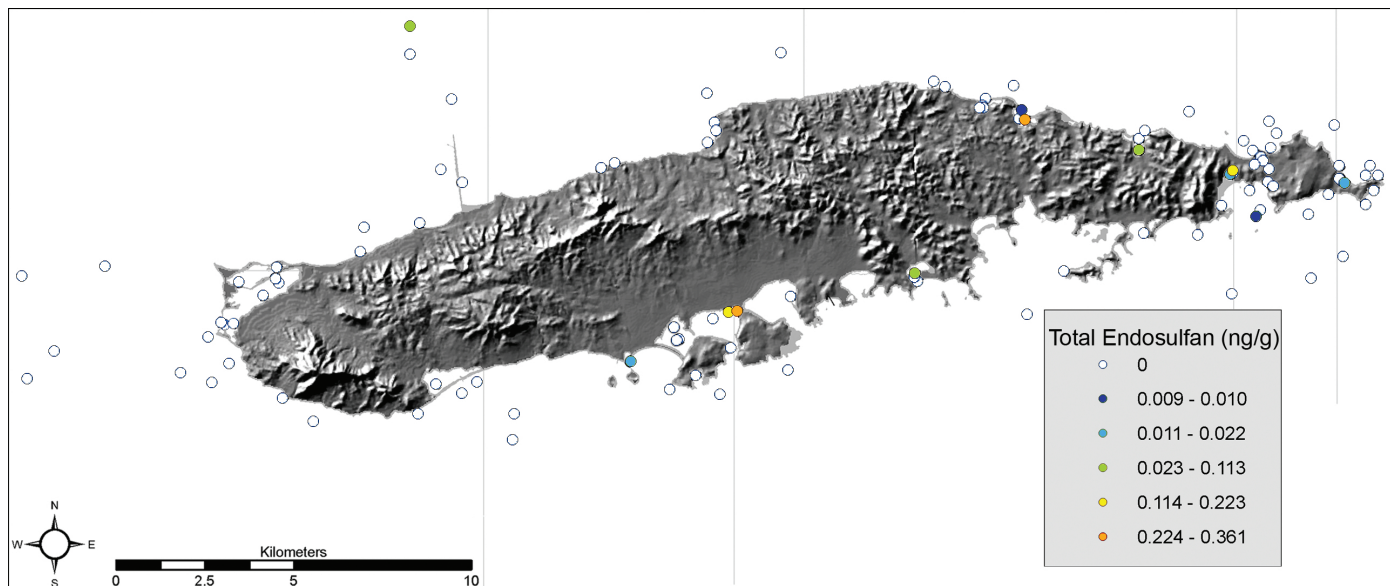 Total Endosulfan (ng/g)
0
0.009 - 0.010
0.011 - 0.022
0.023 - 0.113
0.114 - 0.223
0.224 - 0.361
N
W E
S
Kilometers
0 2.5 5 10